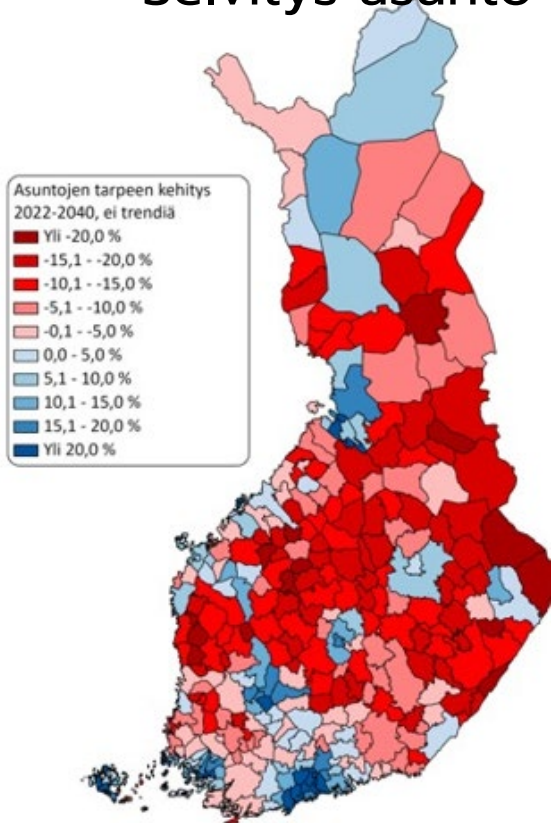 Selvitys asunto
Asuntojen tarpeen kehitys
2022-2040, ei trendiä
Yli -20,0 %
-15,1 - -20,0 %
-10,1 - -15,0 %
-5,1 - -10,0 %
-0,1 - -5,0 %
0,0 - 5,0 %
5,1 - 10,0 %
10,1 - 15,0 %
15,1 - 20,0 %
Yli 20,0 %